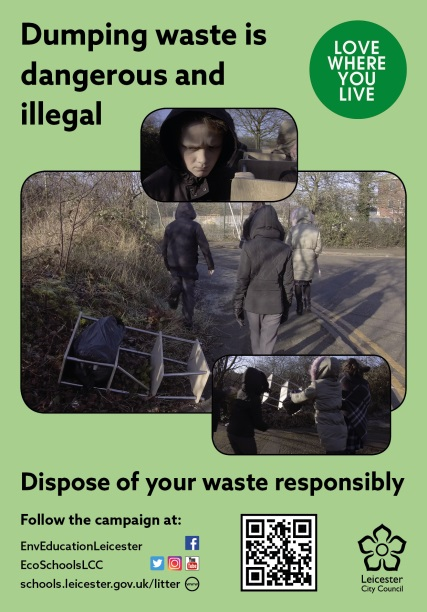 Dumping waste is
dangerous and
illegal
LOVE
WHERE
YOU
LIVE
Dispose of your waste responsibly
Follow the campaign at:
EnvEducationLeicester
EcoSchoolsLCC
schools.leicester.gov.uk/litter
Leicester
City Council